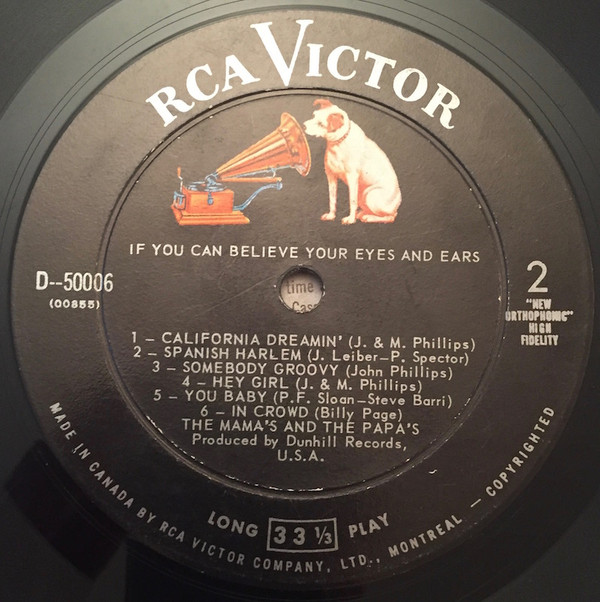 RCA VICTOR
IF YOU CAN BELIEVE YOUR EYES AND EARS
D--50006
(00855)
2
"NEW
ORTHOPHONIC"
HIGH
FIDELITY
time
Cas
1 – CALIFORNIA DREAMIN' (J. & M. Phillips)
2 – SPANISH HARLEM (J. Leiber–P. Spector)
3 – SOMEBODY GROOVY (John Phillips)
4 – HEY GIRL (J. & M. Phillips)
5 – YOU BABY (P.F. Sloan–Steve Barri)
6 – IN CROWD (Billy Page)
THE MAMA'S AND THE PAPA'S
Produced by Dunhill Records,
U.S.A.
LONG 33 1/3 PLAY
MADE IN CANADA BY RCA VICTOR COMPANY, LTD., MONTREAL — COPYRIGHTED